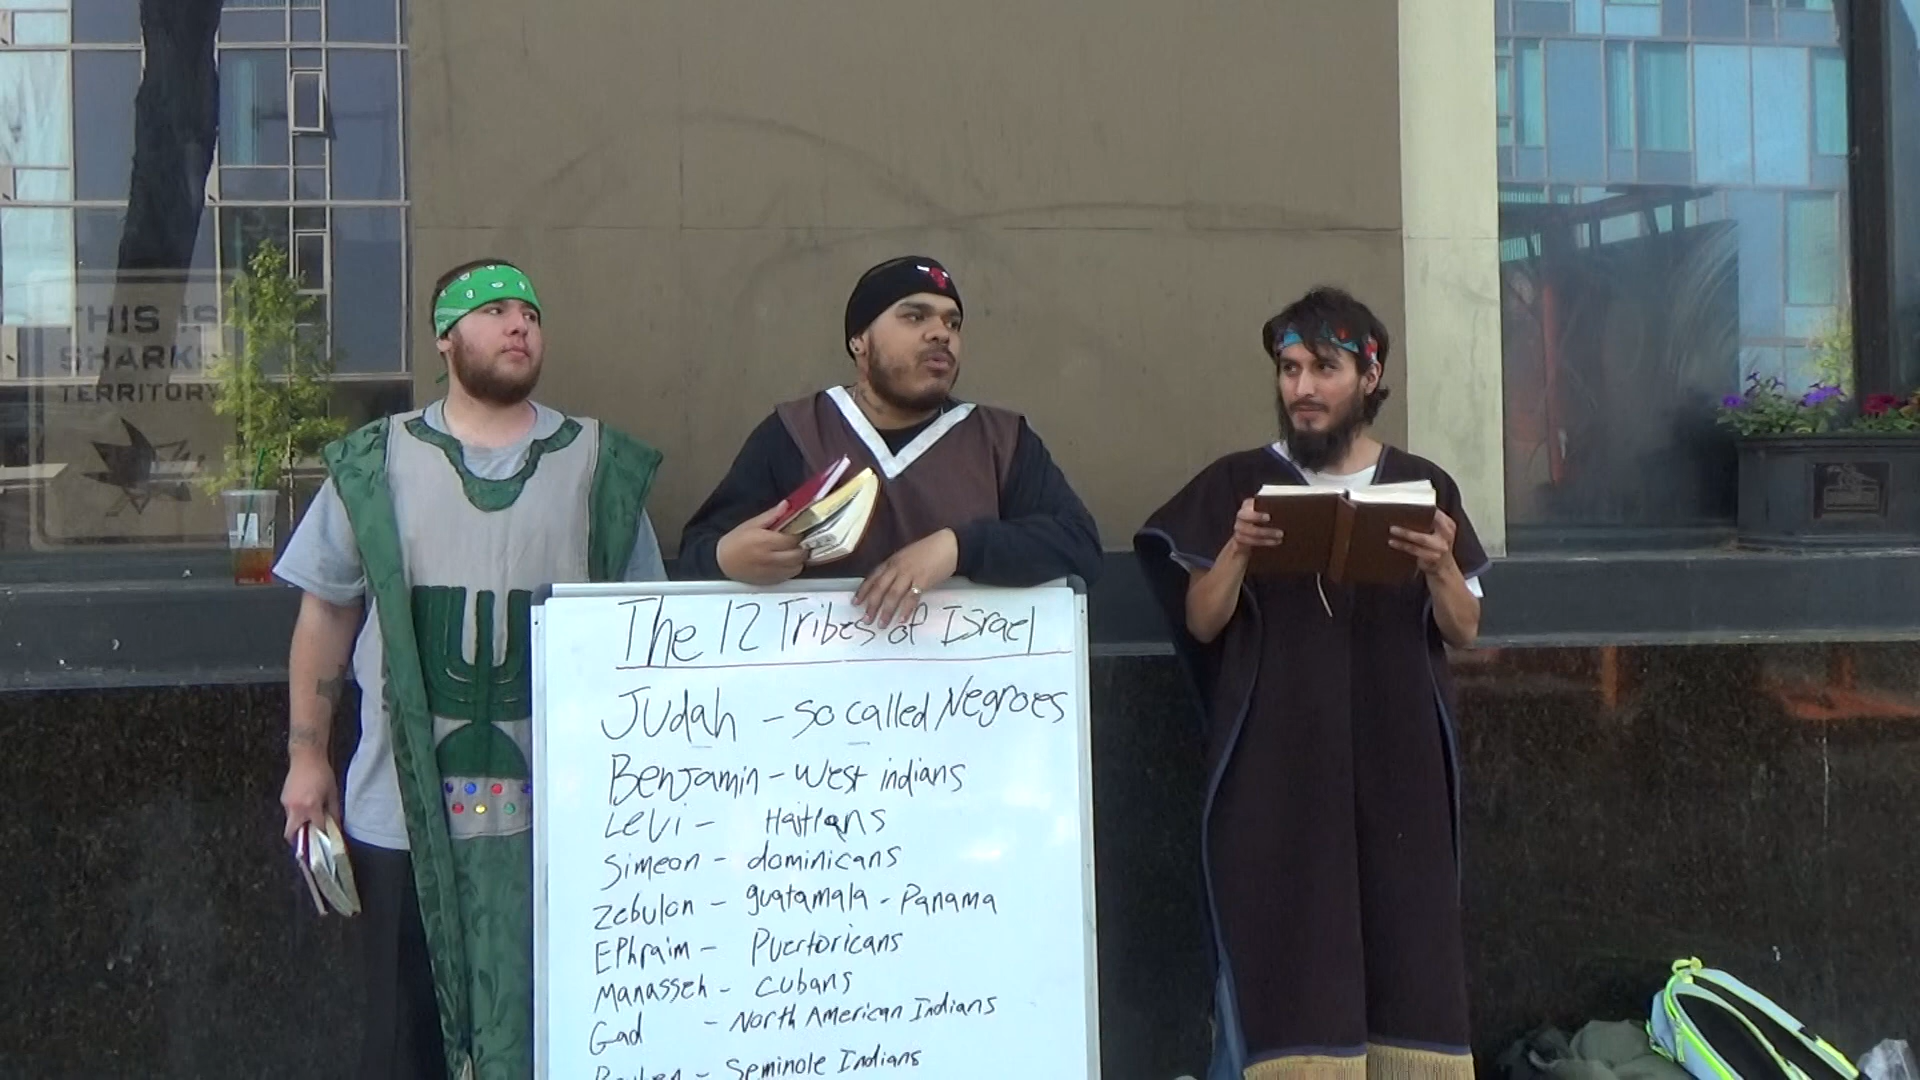 THIS IS
SHARKS
TERRITORY
The 12 Tribes of Israel
Judah - so called Negroes
Benjamin - West indians
Levi - Haitians
Simeon - dominicans
Zebulon - guatamala - Panama
Ephraim - Puertoricans
Manasseh - Cubans
Gad - North American Indians
Reuben - Seminole Indians